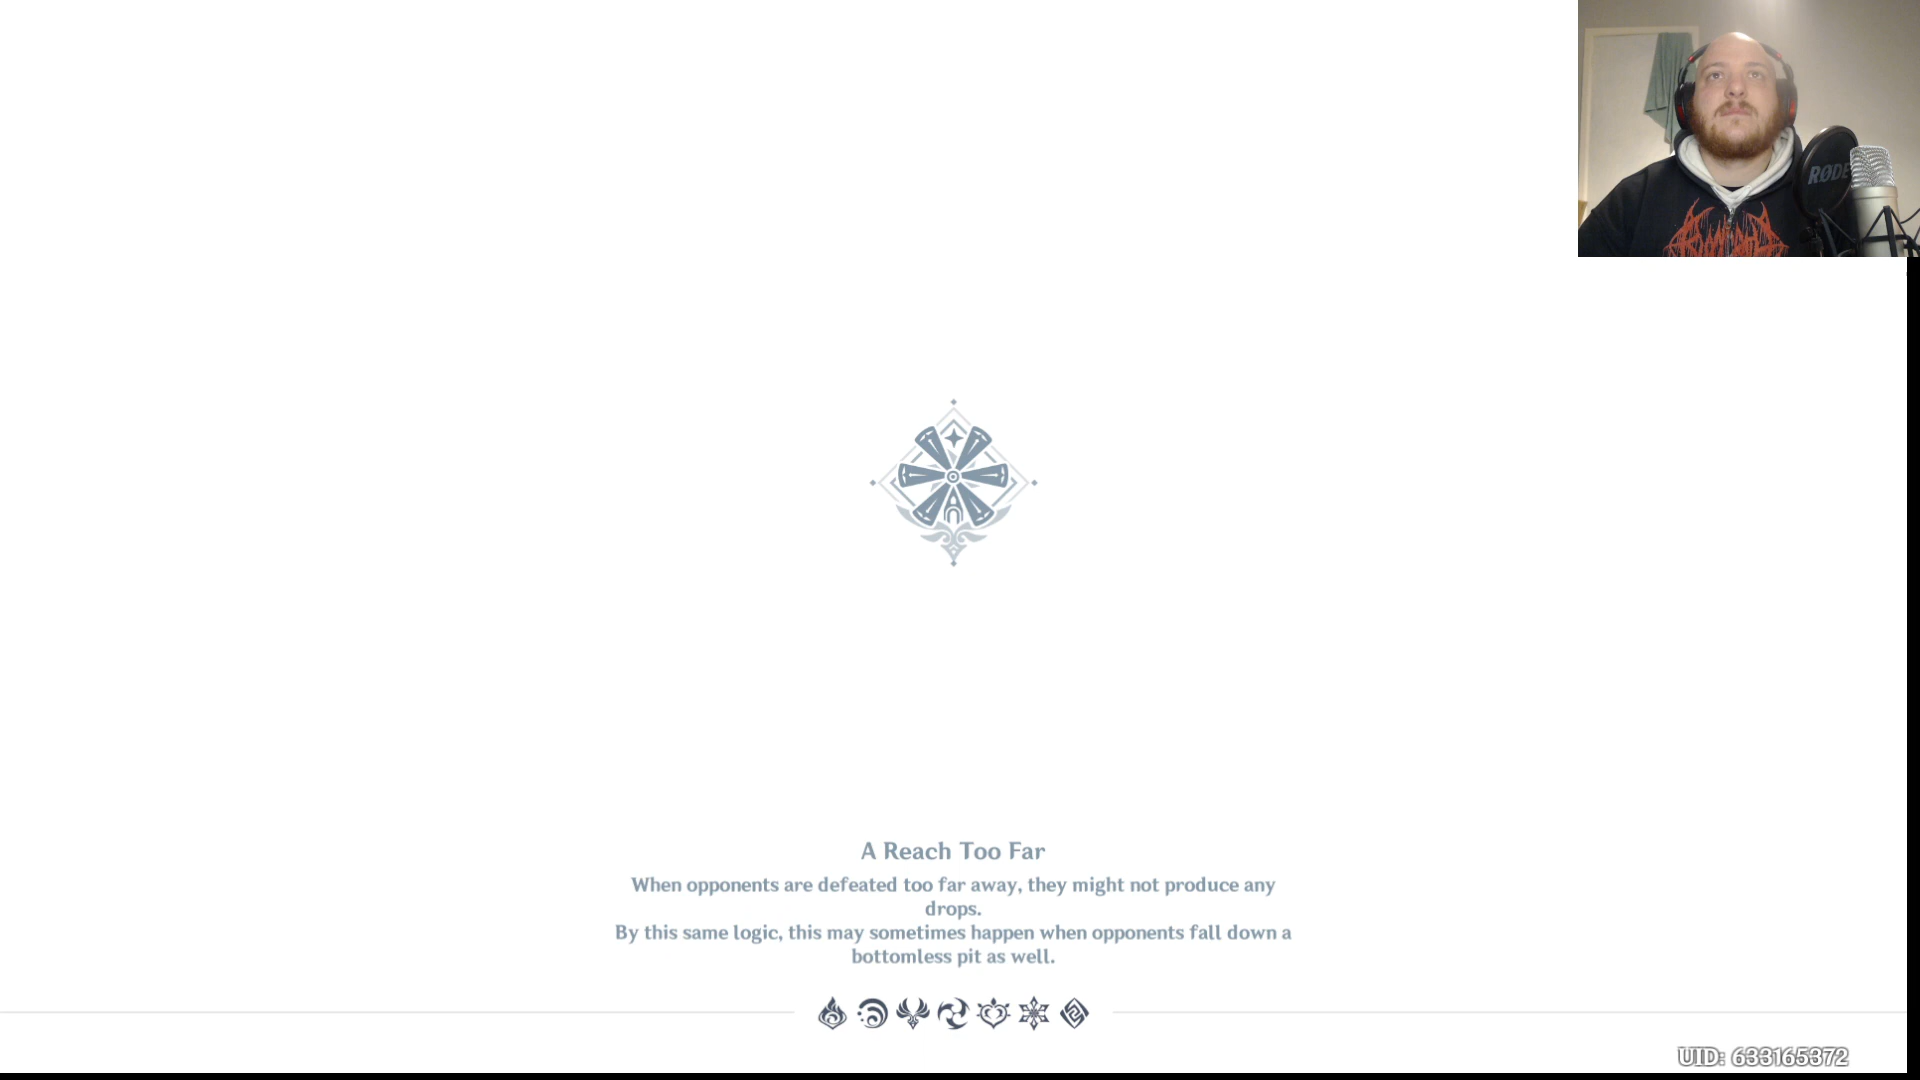 RØDE
A Reach Too Far
When opponents are defeated too far away, they might not produce any
drops.
By this same logic, this may sometimes happen when opponents fall down a
bottomless pit as well.
UID: 633165372